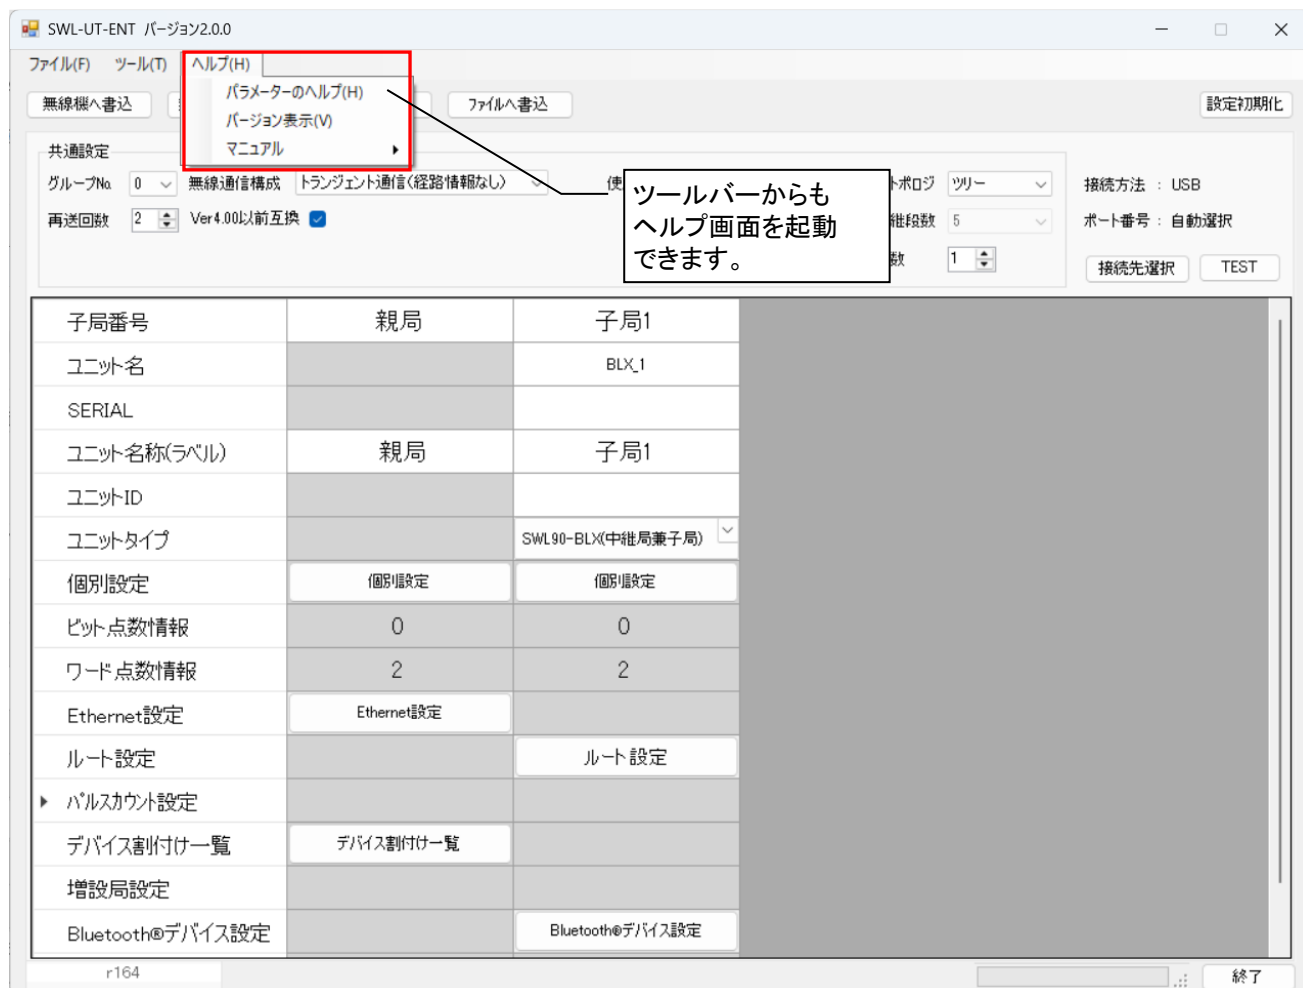 SWL-UT-ENT バージョン2.0.0
ファイル(F) ツール(T) ヘルプ(H)
パラメーターのヘルプ(H)
バージョン表示(V)
マニュアル
無線機へ書込 ファイルへ書込 設定初期化
共通設定
グループNo. 0 無線通信構成 トランジェント通信(経路情報なし) 使 トポロジ ツリー 接続方法 : USB
再送回数 2 Ver4.00以前互換 継段数 5 ポート番号 : 自動選択
数 1 接続先選択 TEST
ツールバーからも
ヘルプ画面を起動
できます。
子局番号 親局 子局1
ユニット名 BLX_1
SERIAL
ユニット名称(ラベル) 親局 子局1
ユニットID
ユニットタイプ SWL90-BLX(中継局兼子局)
個別設定 個別設定 個別設定
ビット点数情報 0 0
ワード点数情報 2 2
Ethernet設定 Ethernet設定
ルート設定 ルート設定
パルスカウント設定
デバイス割付け一覧 デバイス割付け一覧
増設局設定
Bluetooth®デバイス設定 Bluetooth®デバイス設定
r164 終了